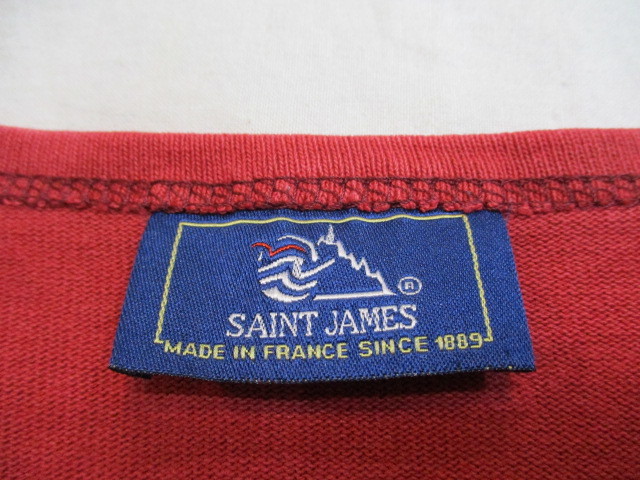 ®
SAINT JAMES
MADE IN FRANCE SINCE 1889